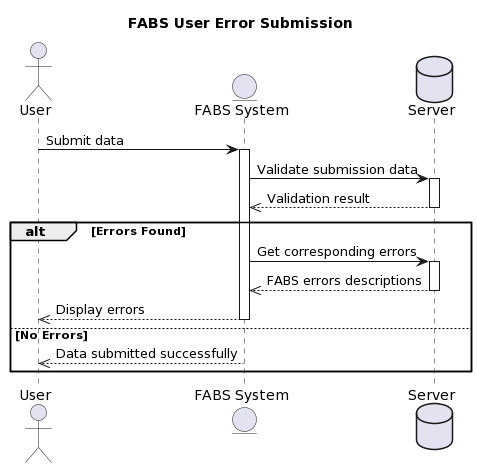 FABS User Error Submission
User
FABS System
Server
Submit data
Validate submission data
Validation result
alt
[Errors Found]
Get corresponding errors
FABS errors descriptions
Display errors
[No Errors]
Data submitted successfully
User
FABS System
Server